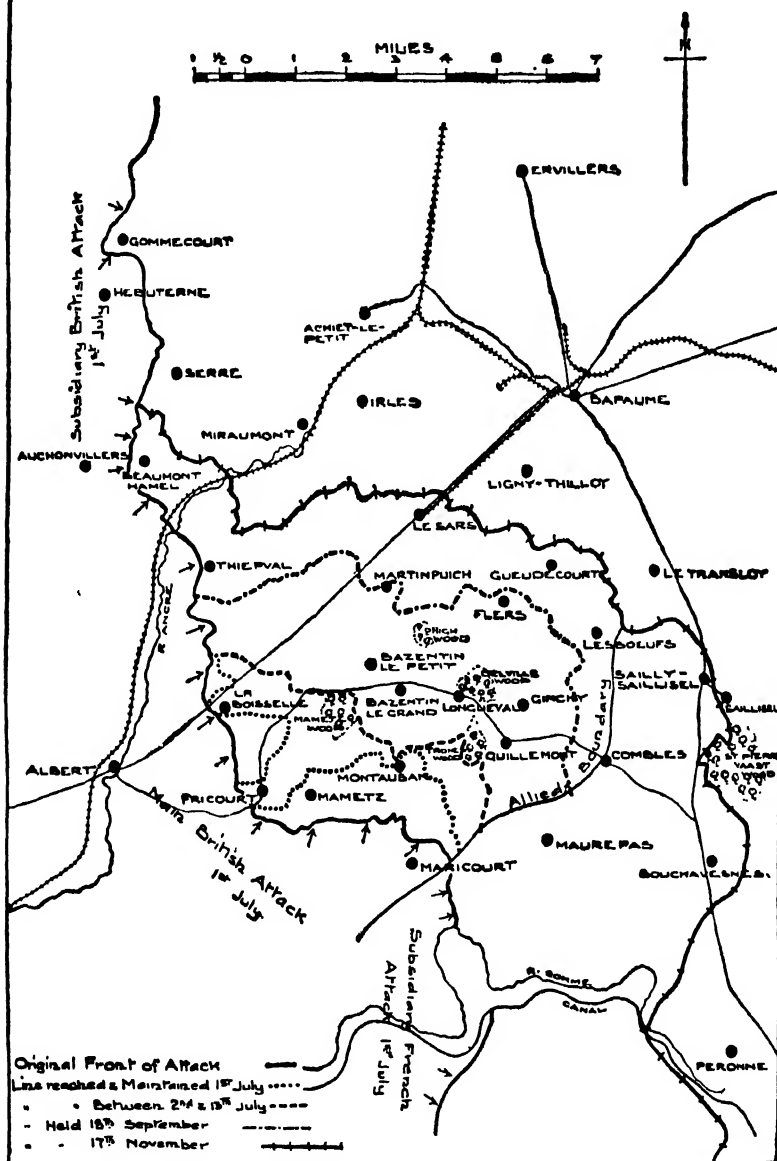 MILES
1 ½ 0 1 2 3 4 5 6 7
N
ERVILLERS
Subsidiary British Attack
1st July
GOMMECOURT
HEBUTERNE
ACHIET-LE-
PETIT
SERRE
IRLES
BAPAUME
MIRAUMONT
AUCHONVILLERS
BEAUMONT
HAMEL
LIGNY-THILLOY
LE SARS
THIEPVAL
MARTINPUICH
GUEUDECOURT
LE TRANSLOY
FLERS
R. ANCRE
HIGH
WOOD
LESBOEUFS
BAZENTIN
LE PETIT
DELVILLE
WOOD
SAILLY-
SAILLISEL
LA
BOISSELLE
MAMETZ
WOOD
BAZENTIN
LE GRAND
LONGUEVAL
GINCHY
SAILLISEL
TRONES
WOOD
GUILLEMONT
Allied Boundary
COMBLES
ST PIERRE
VAAST
WOOD
ALBERT
MONTAUBAN
FRICOURT
MAMETZ
Main British Attack
1st July
MARICOURT
MAUREPAS
BOUCHAVESNES.
Subsidiary French
Attack
1st July
R. SOMME
CANAL
PERONNE
Original Front of Attack
Line reached & Maintained 1st July
" " Between 2nd & 13th July
" Held 18th September
" " 17th November